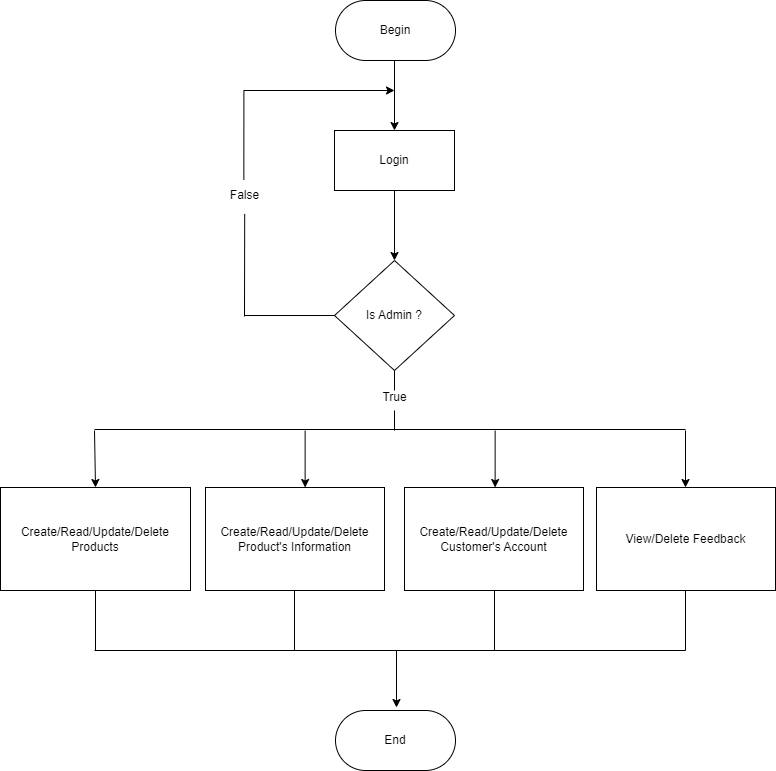 Begin
Login
False
Is Admin ?
True
Create/Read/Update/Delete
Products
Create/Read/Update/Delete
Product's Information
Create/Read/Update/Delete
Customer's Account
View/Delete Feedback
End